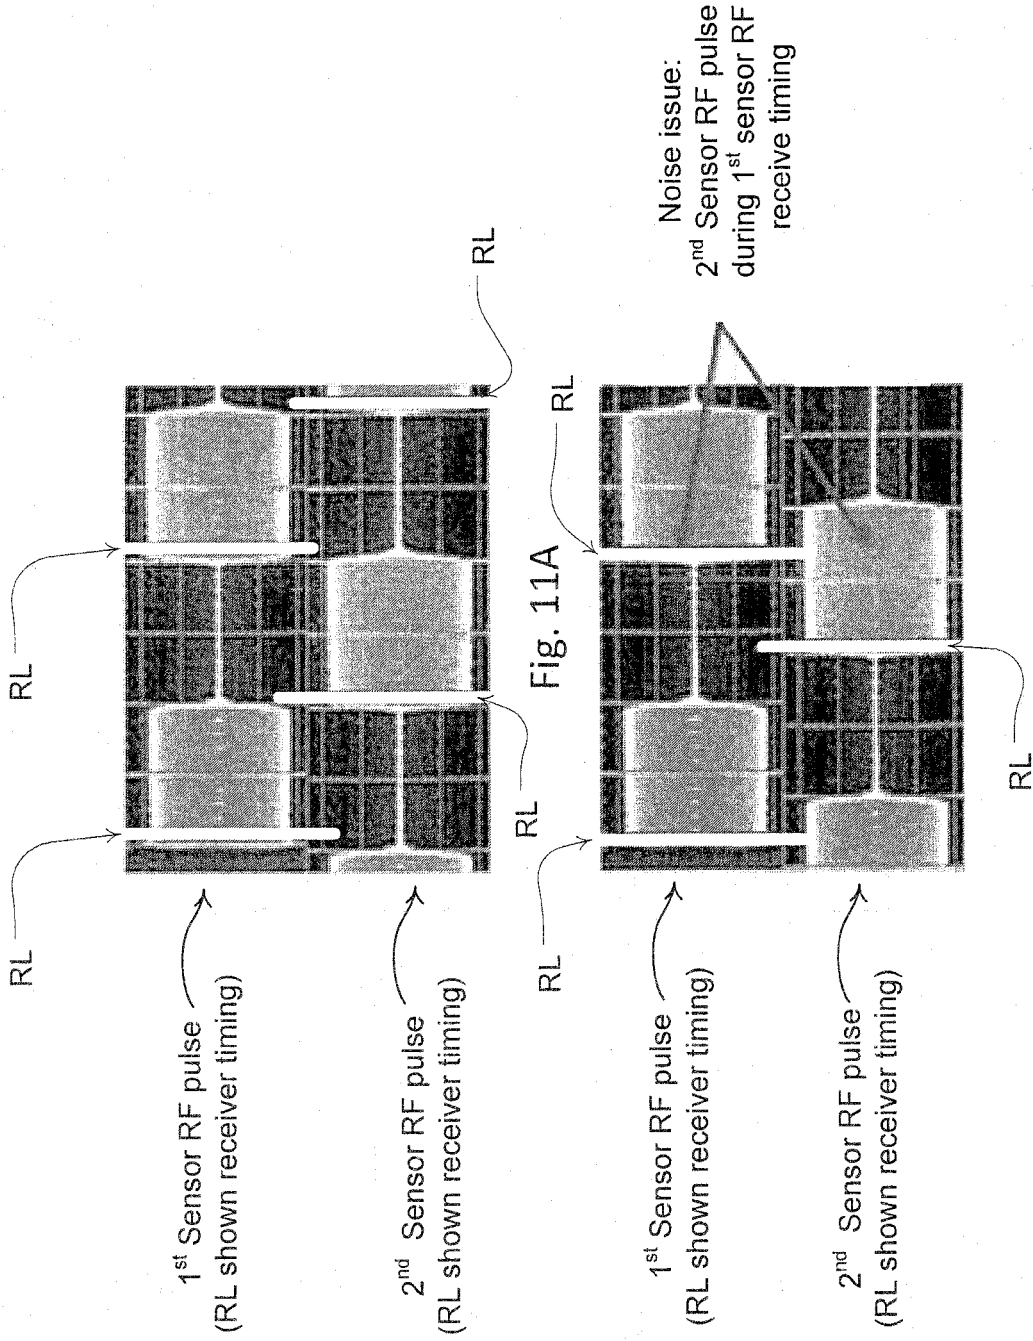 RL
RL
1st Sensor RF pulse
(RL shown receiver timing)
2nd Sensor RF pulse
(RL shown receiver timing)
RL
RL
Fig. 11A
RL
RL
1st Sensor RF pulse
(RL shown receiver timing)
2nd Sensor RF pulse
(RL shown receiver timing)
RL
Noise issue:
2nd Sensor RF pulse
during 1st sensor RF
receive timing